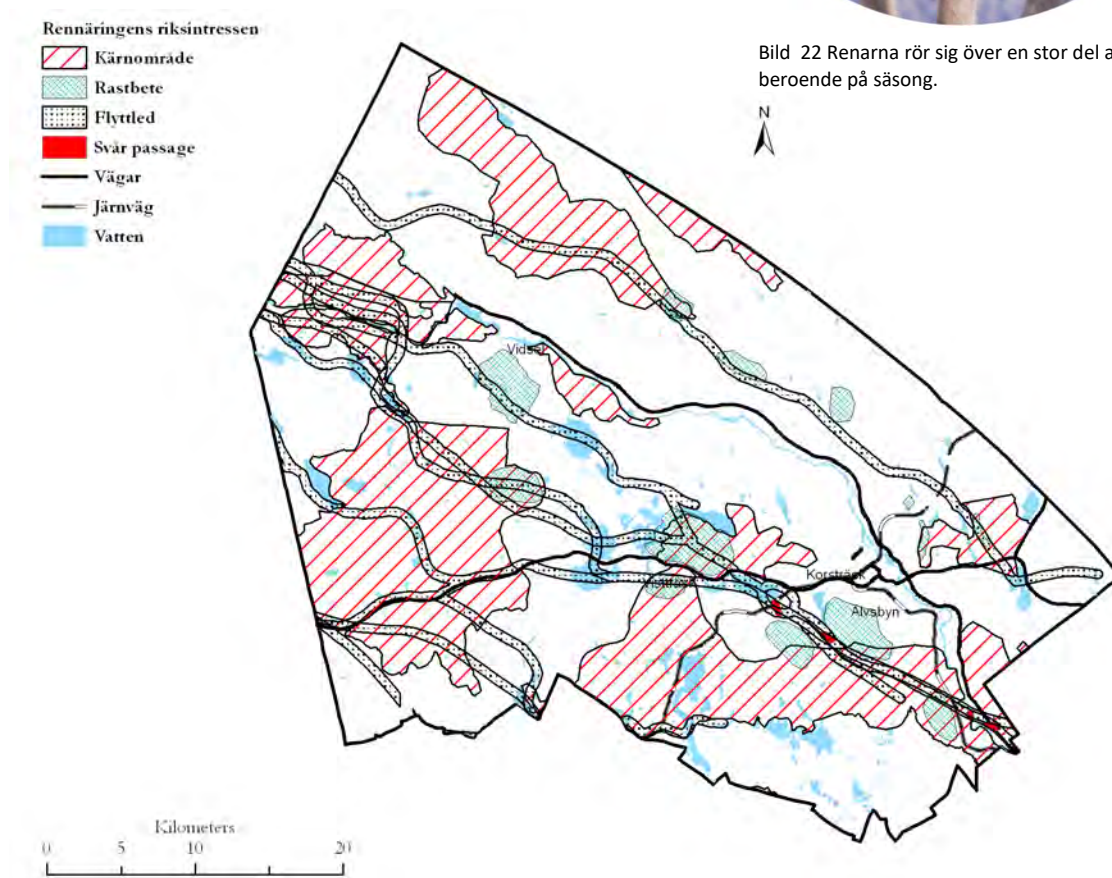 Rennäringens riksintressen
Kärnområde
Rastbete
Flyttled
Svår passage
Vägar
Järnväg
Vatten
Bild 22 Renarna rör sig över en stor del a
beroende på säsong.
N
Korsträsk
Älvsbyn
Kilometers
0 5 10 20